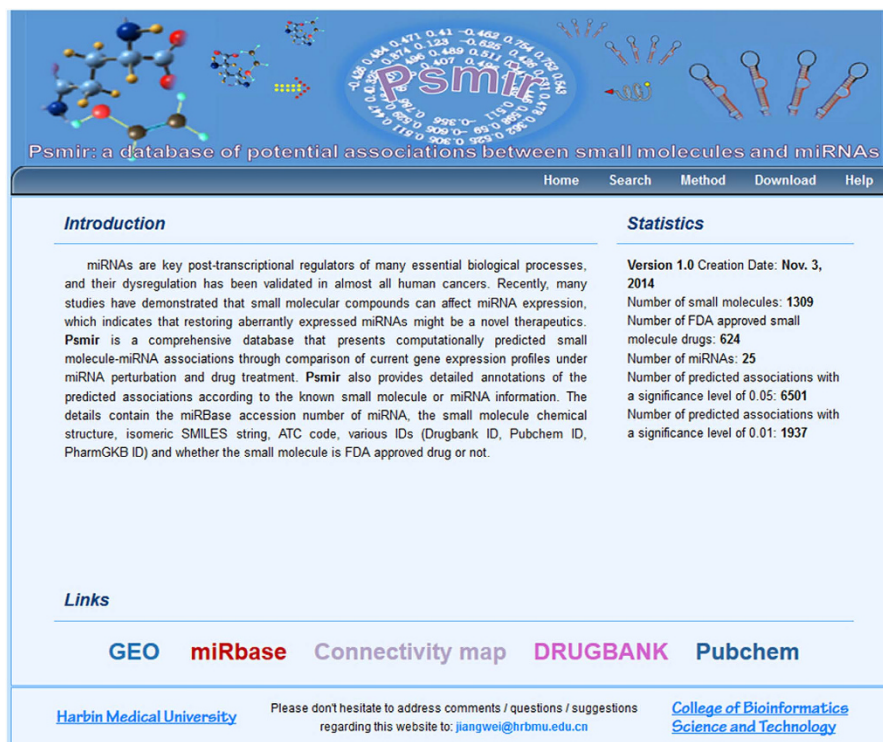 Psmir
Psmir: a database of potential associations between small molecules and miRNAs
Home Search Method Download Help
Introduction
miRNAs are key post-transcriptional regulators of many essential biological processes,
and their dysregulation has been validated in almost all human cancers. Recently, many
studies have demonstrated that small molecular compounds can affect miRNA expression,
which indicates that restoring aberrantly expressed miRNAs might be a novel therapeutics.
Psmir is a comprehensive database that presents computationally predicted small
molecule-miRNA associations through comparison of current gene expression profiles under
miRNA perturbation and drug treatment. Psmir also provides detailed annotations of the
predicted associations according to the known small molecule or miRNA information. The
details contain the miRBase accession number of miRNA, the small molecule chemical
structure, isomeric SMILES string, ATC code, various IDs (Drugbank ID, Pubchem ID,
PharmGKB ID) and whether the small molecule is FDA approved drug or not.
Statistics
Version 1.0 Creation Date: Nov. 3,
2014
Number of small molecules: 1309
Number of FDA approved small
molecule drugs: 624
Number of miRNAs: 25
Number of predicted associations with
a significance level of 0.05: 6501
Number of predicted associations with
a significance level of 0.01: 1937
Links
GEO miRbase Connectivity map DRUGBANK Pubchem
Harbin Medical University
Please don't hesitate to address comments / questions / suggestions
regarding this website to: jiangwei@hrbmu.edu.cn
College of Bioinformatics
Science and Technology